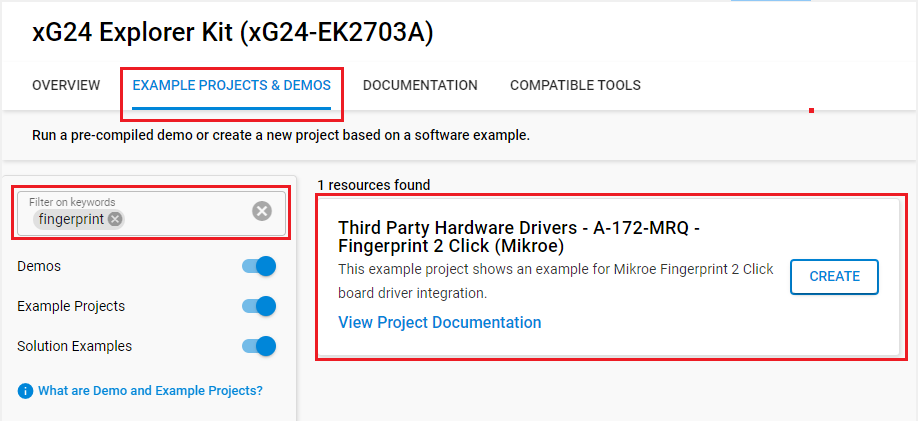 xG24 Explorer Kit (xG24-EK2703A)
OVERVIEW EXAMPLE PROJECTS & DEMOS DOCUMENTATION COMPATIBLE TOOLS
Run a pre-compiled demo or create a new project based on a software example.
Filter on keywords
fingerprint
Demos
Example Projects
Solution Examples
What are Demo and Example Projects?
1 resources found
Third Party Hardware Drivers - A-172-MRQ -
Fingerprint 2 Click (Mikroe)
This example project shows an example for Mikroe Fingerprint 2 Click
board driver integration.
View Project Documentation
CREATE